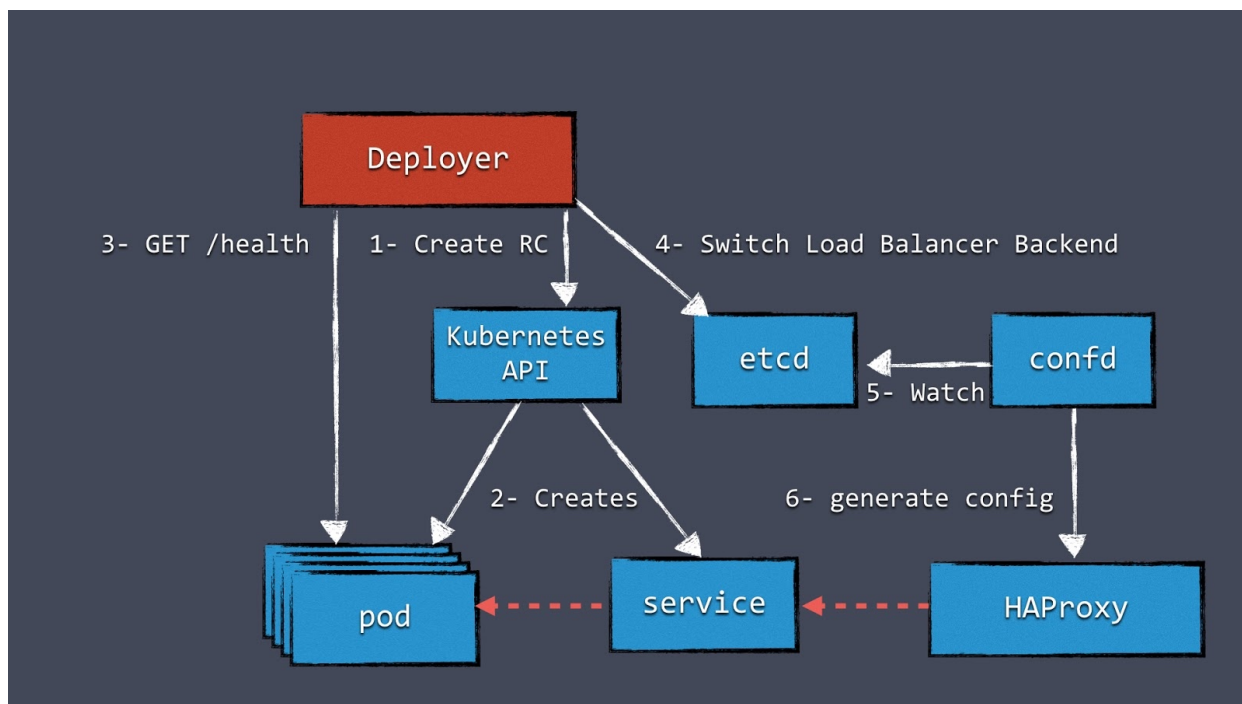 Deployer
3- GET /health
1- Create RC
4- Switch Load Balancer Backend
Kubernetes
API
etcd
confd
5- Watch
2- Creates
6- generate config
pod
service
HAProxy